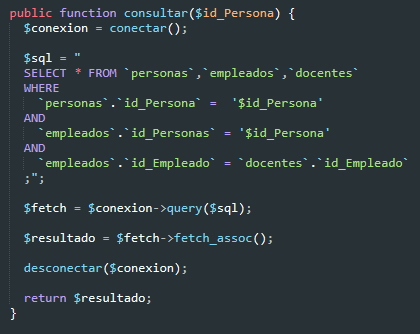 public function consultar($id_Persona) {
$conexion = conectar();
$sql = "
SELECT * FROM `personas`,`empleados`,`docentes`
WHERE
`personas`.`id_Persona` =  '$id_Persona'
AND
`empleados`.`id_Personas` = '$id_Persona'
AND
`empleados`.`id_Empleado` = `docentes`.`id_Empleado`
;";
$fetch = $conexion->query($sql);
$resultado = $fetch->fetch_assoc();
desconectar($conexion);
return $resultado;
}